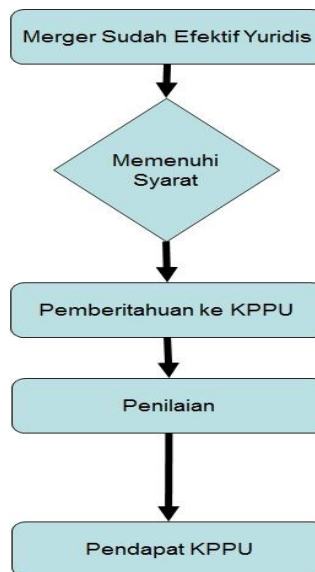 Merger Sudah Efektif Yuridis
Memenuhi
Syarat
Pemberitahuan ke KPPU
Penilaian
Pendapat KPPU